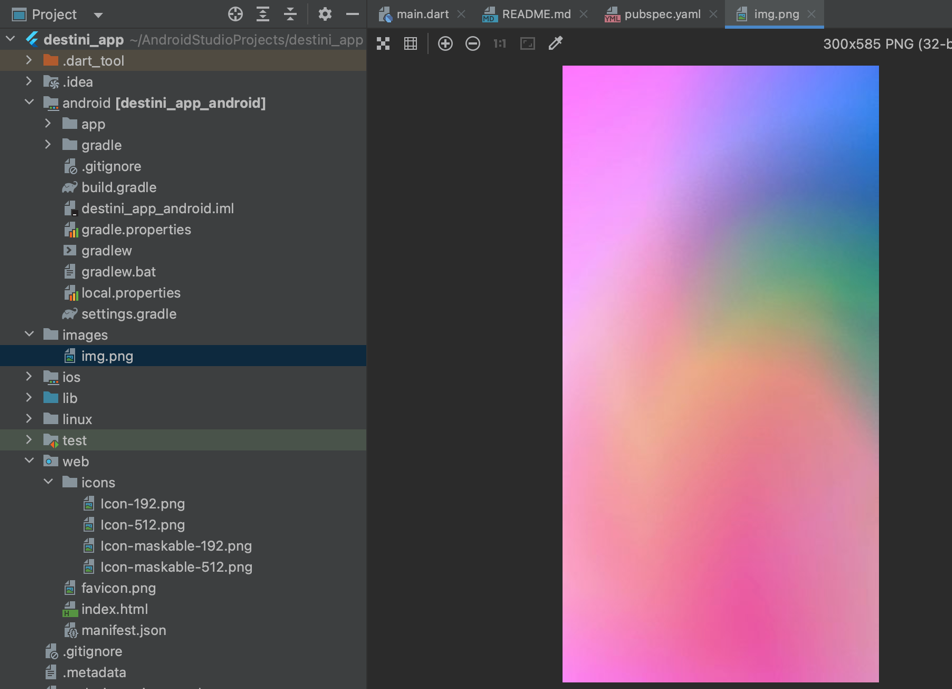 Project
main.dart
README.md
pubspec.yaml
img.png
destini_app ~/AndroidStudioProjects/destini_app
1:1
300x585 PNG (32-b
.dart_tool
.idea
android [destini_app_android]
app
gradle
.gitignore
build.gradle
destini_app_android.iml
gradle.properties
gradlew
gradlew.bat
local.properties
settings.gradle
images
img.png
ios
lib
linux
test
web
icons
Icon-192.png
Icon-512.png
Icon-maskable-192.png
Icon-maskable-512.png
favicon.png
index.html
manifest.json
.gitignore
.metadata